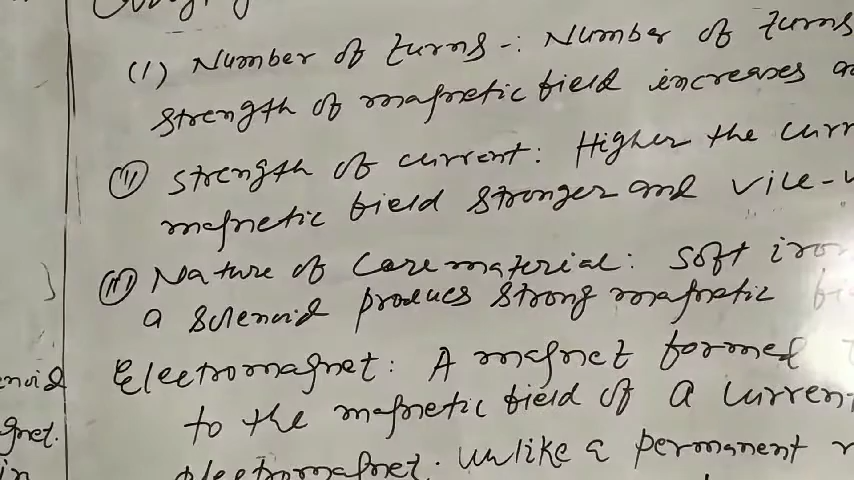 (I) Number of turns -: Number of turns
strength of magnetic field increases
(II) Strength of current: Higher the
magnetic field stronger and vice-
(III) Nature of Core material: Soft iron
a solenoid produces strong magnetic
Electromagnet: A magnet formed
to the magnetic field of a current
electromagnet. Unlike a permanent